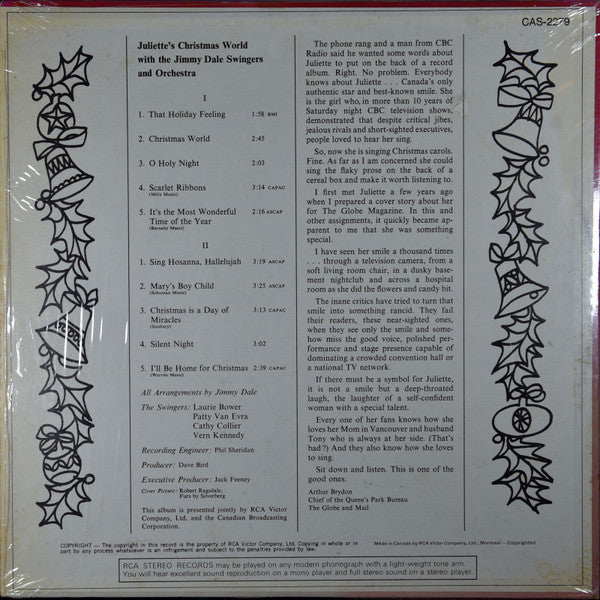 CAS-2279
Juliette's Christmas World
with the Jimmy Dale Swingers
and Orchestra
I
1. That Holiday Feeling 1:58 BMI
2. Christmas World 2:45
3. O Holy Night 2:03
4. Scarlet Ribbons 3:14 CAPAC
(Mills Music)
5. It's the Most Wonderful 2:16 ASCAP
Time of the Year
(Barnaby Music)
II
1. Sing Hosanna, Hallelujah 3:19 ASCAP
2. Mary's Boy Child 3:25 ASCAP
(Schuman Music)
3. Christmas is a Day of 3:13 CAPAC
Miracles
(Sunbury)
4. Silent Night 3:02
5. I'll Be Home for Christmas 2:39 CAPAC
(Warren Music)
All Arrangements by Jimmy Dale
The Swingers: Laurie Bower
Patty Van Evra
Cathy Collier
Vern Kennedy
Recording Engineer: Phil Sheridan
Producer: Dave Bird
Executive Producer: Jack Feeney
Cover Picture: Robert Ragsdale;
Furs by Silverberg
This album is presented jointly by RCA Victor
Company, Ltd. and the Canadian Broadcasting
Corporation.
The phone rang and a man from CBC
Radio said he wanted some words about
Juliette to put on the back of a record
album. Right. No problem. Everybody
knows about Juliette . . . Canada's only
authentic star and best-known smile. She
is the girl who, in more than 10 years of
Saturday night CBC television shows,
demonstrated that despite critical jibes,
jealous rivals and short-sighted executives,
people loved to hear her sing.
So, now she is singing Christmas carols.
Fine. As far as I am concerned she could
sing the flaky prose on the back of a
cereal box and make it worth listening to.
I first met Juliette a few years ago
when I prepared a cover story about her
for The Globe Magazine. In this and
other assignments, it quickly became ap-
parent to me that she was something
special.
I have seen her smile a thousand times
. . . through a television camera, from a
soft living room chair, in a dusky base-
ment nightclub and across a hospital
room as she did the flowers and candy bit.
The inane critics have tried to turn that
smile into something rancid. They fail
their readers, these near-sighted ones,
when they see only the smile and some-
how miss the good voice, polished per-
formance and stage presence capable of
dominating a crowded convention hall or
a national TV network.
If there must be a symbol for Juliette,
it is not a smile but a deep-throated
laugh, the laughter of a self-confident
woman with a special talent.
Every one of her fans knows how she
loves her Mom in Vancouver and husband
Tony who is always at her side. (That's
bad?) And they also know how she loves
to sing.
Sit down and listen. This is one of the
good ones.
Arthur Brydon
Chief of the Queen's Park Bureau
The Globe and Mail
COPYRIGHT — The copyright in this record is the property of RCA Victor Company, Ltd. Copying in whole or in
part by any process whatsoever is an infringement and subject to the penalties provided by law.
Made in Canada by RCA Victor Company, Ltd., Montreal – Copyrighted
RCA STEREO RECORDS may be played on any modern phonograph with a light-weight tone arm.
You will hear excellent sound reproduction on a mono player and full stereo sound on a stereo player.